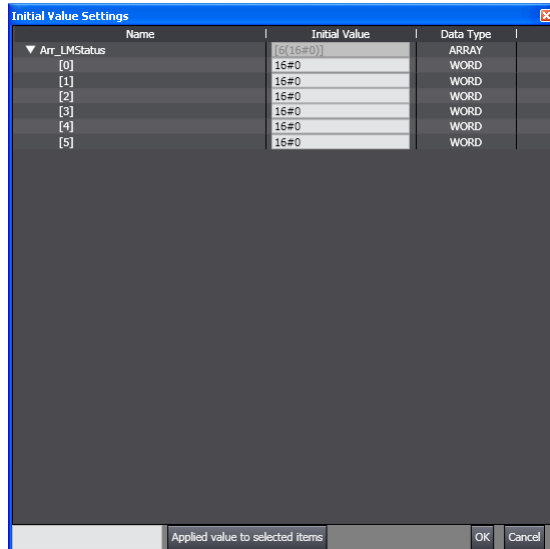 Initial Value Settings
Name Initial Value Data Type
Arr_LMStatus [6(16#0)] ARRAY
[0] 16#0 WORD
[1] 16#0 WORD
[2] 16#0 WORD
[3] 16#0 WORD
[4] 16#0 WORD
[5] 16#0 WORD
Applied value to selected items OK Cancel